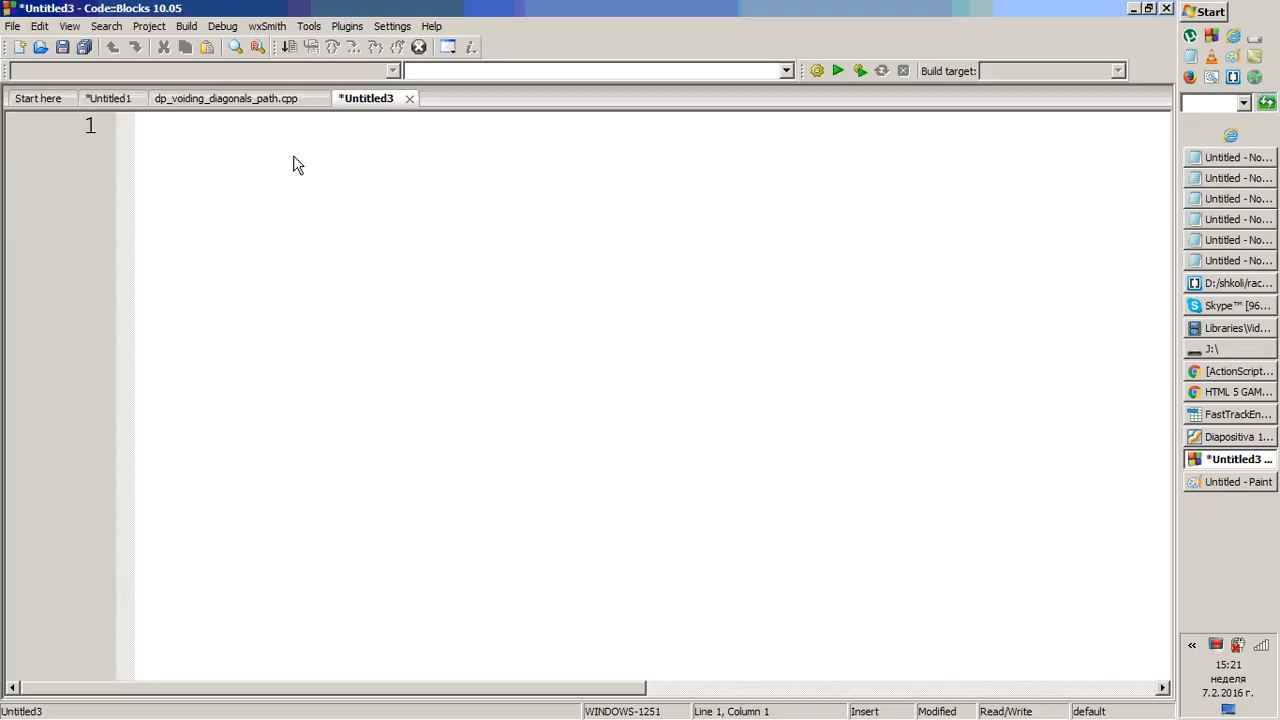 *Untitled3 - Code::Blocks 10.05
File Edit View Search Project Build Debug wxSmith Tools Plugins Settings Help
Build target:
Start here *Untitled1 dp_voiding_diagonals_path.cpp *Untitled3
1
Untitled3 WINDOWS-1251 Line 1, Column 1 Insert Modified Read/Write default
Start
Untitled - No...
Untitled - No...
Untitled - No...
Untitled - No...
Untitled - No...
Untitled - No...
D:/shkoli/rac...
Skype™ [96...
Libraries\Vid...
J:\
[ActionScript...
HTML 5 GAM...
FastTrackEn...
Diapositiva 1...
*Untitled3 ...
Untitled - Paint
«
15:21
неделя
7.2.2016 г.